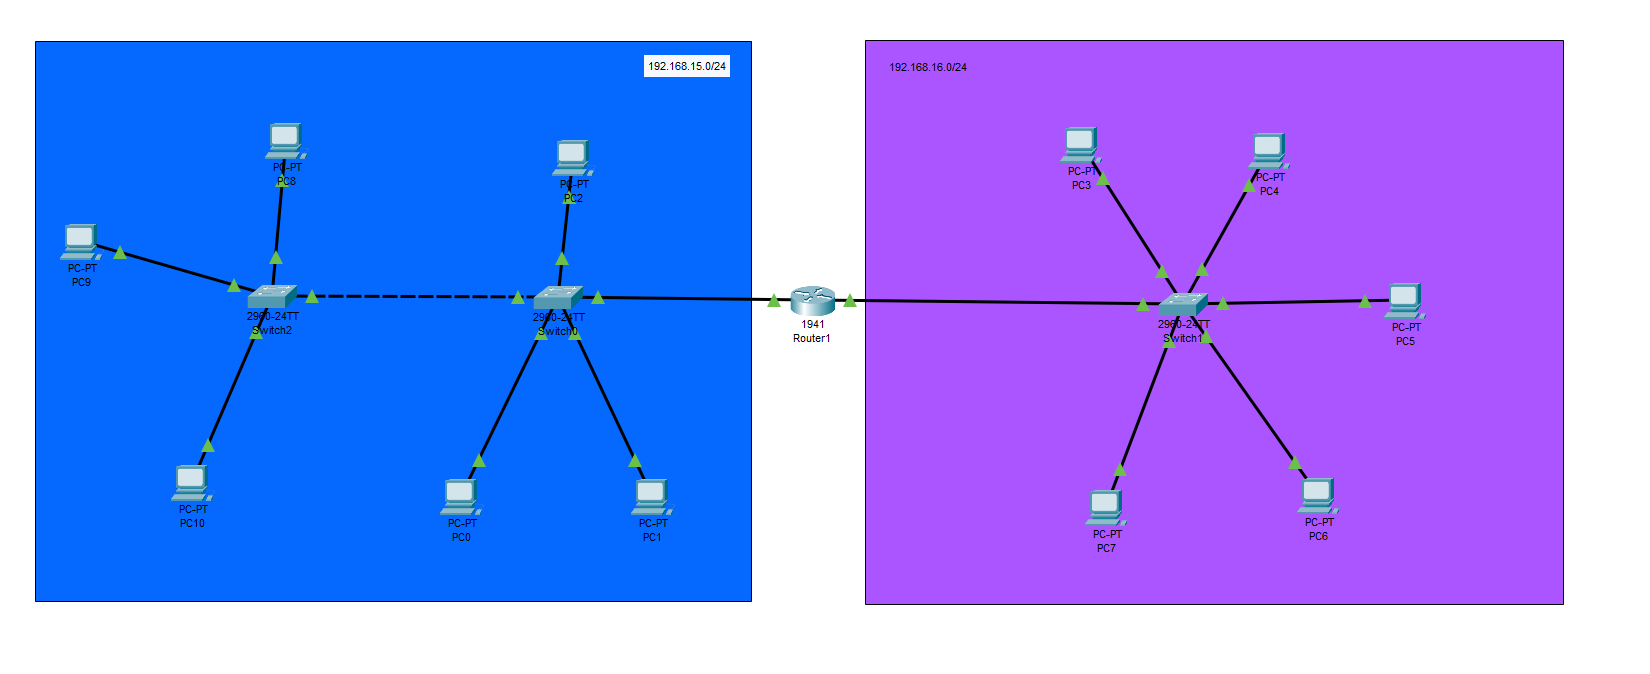 192.168.15.0/24
192.168.16.0/24
PC-PT
PC8
PC-PT
PC2
PC-PT
PC3
PC-PT
PC4
PC-PT
PC9
2960-24TT
Switch2
2960-24TT
Switch0
1941
Router1
2960-24TT
Switch1
PC-PT
PC5
PC-PT
PC10
PC-PT
PC0
PC-PT
PC1
PC-PT
PC7
PC-PT
PC6